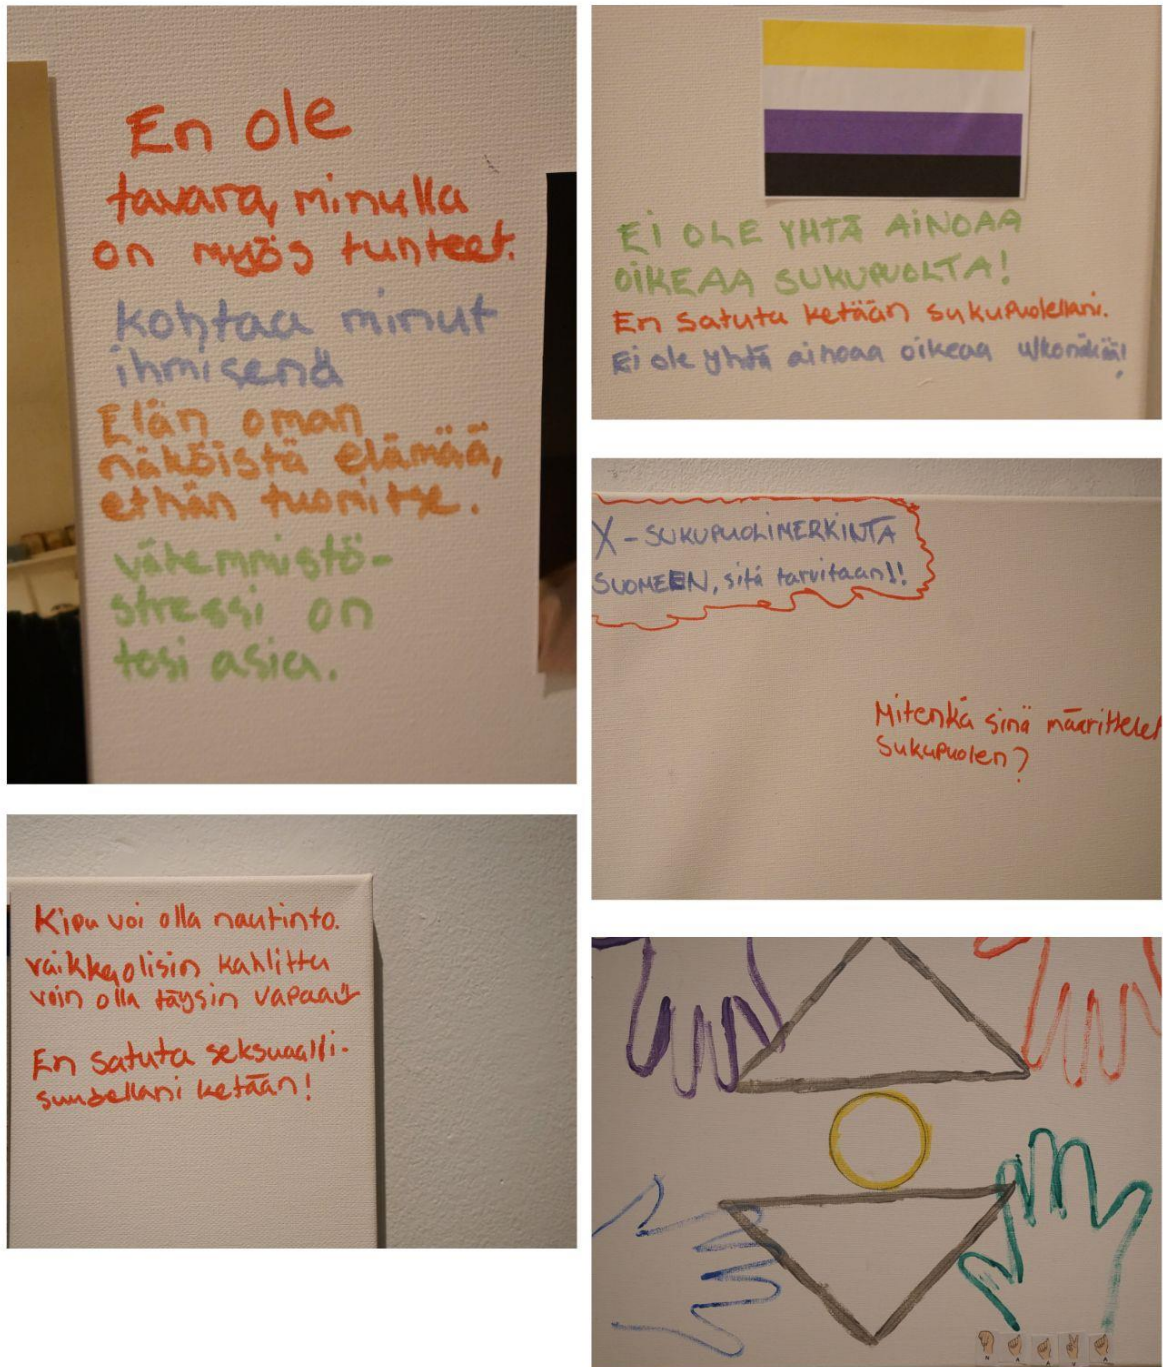 En ole
tavara, minulla
on myös tunteet.
kohtaa minut
ihmisenä
Elän oman
näköistä elämää,
ethän tuomitse.
vähemmistö-
stressi on
tosi asia.
EI OLE YHTÄ AINOAA
OIKEAA SUKUPUOLTA!
En satuta ketään sukupuolellani.
Ei ole yhtä ainoaa oikeaa ulkonäköä!
X-SUKUPUOLIMERKINTÄ
SUOMEEN, sitä tarvitaan!!
Mitenkä sinä määrittelet
sukupuolen?
Kipu voi olla nautinto.
vaikka olisin kahlittu
voin olla täysin vapaa
En satuta seksuaali-
suudellani ketään!